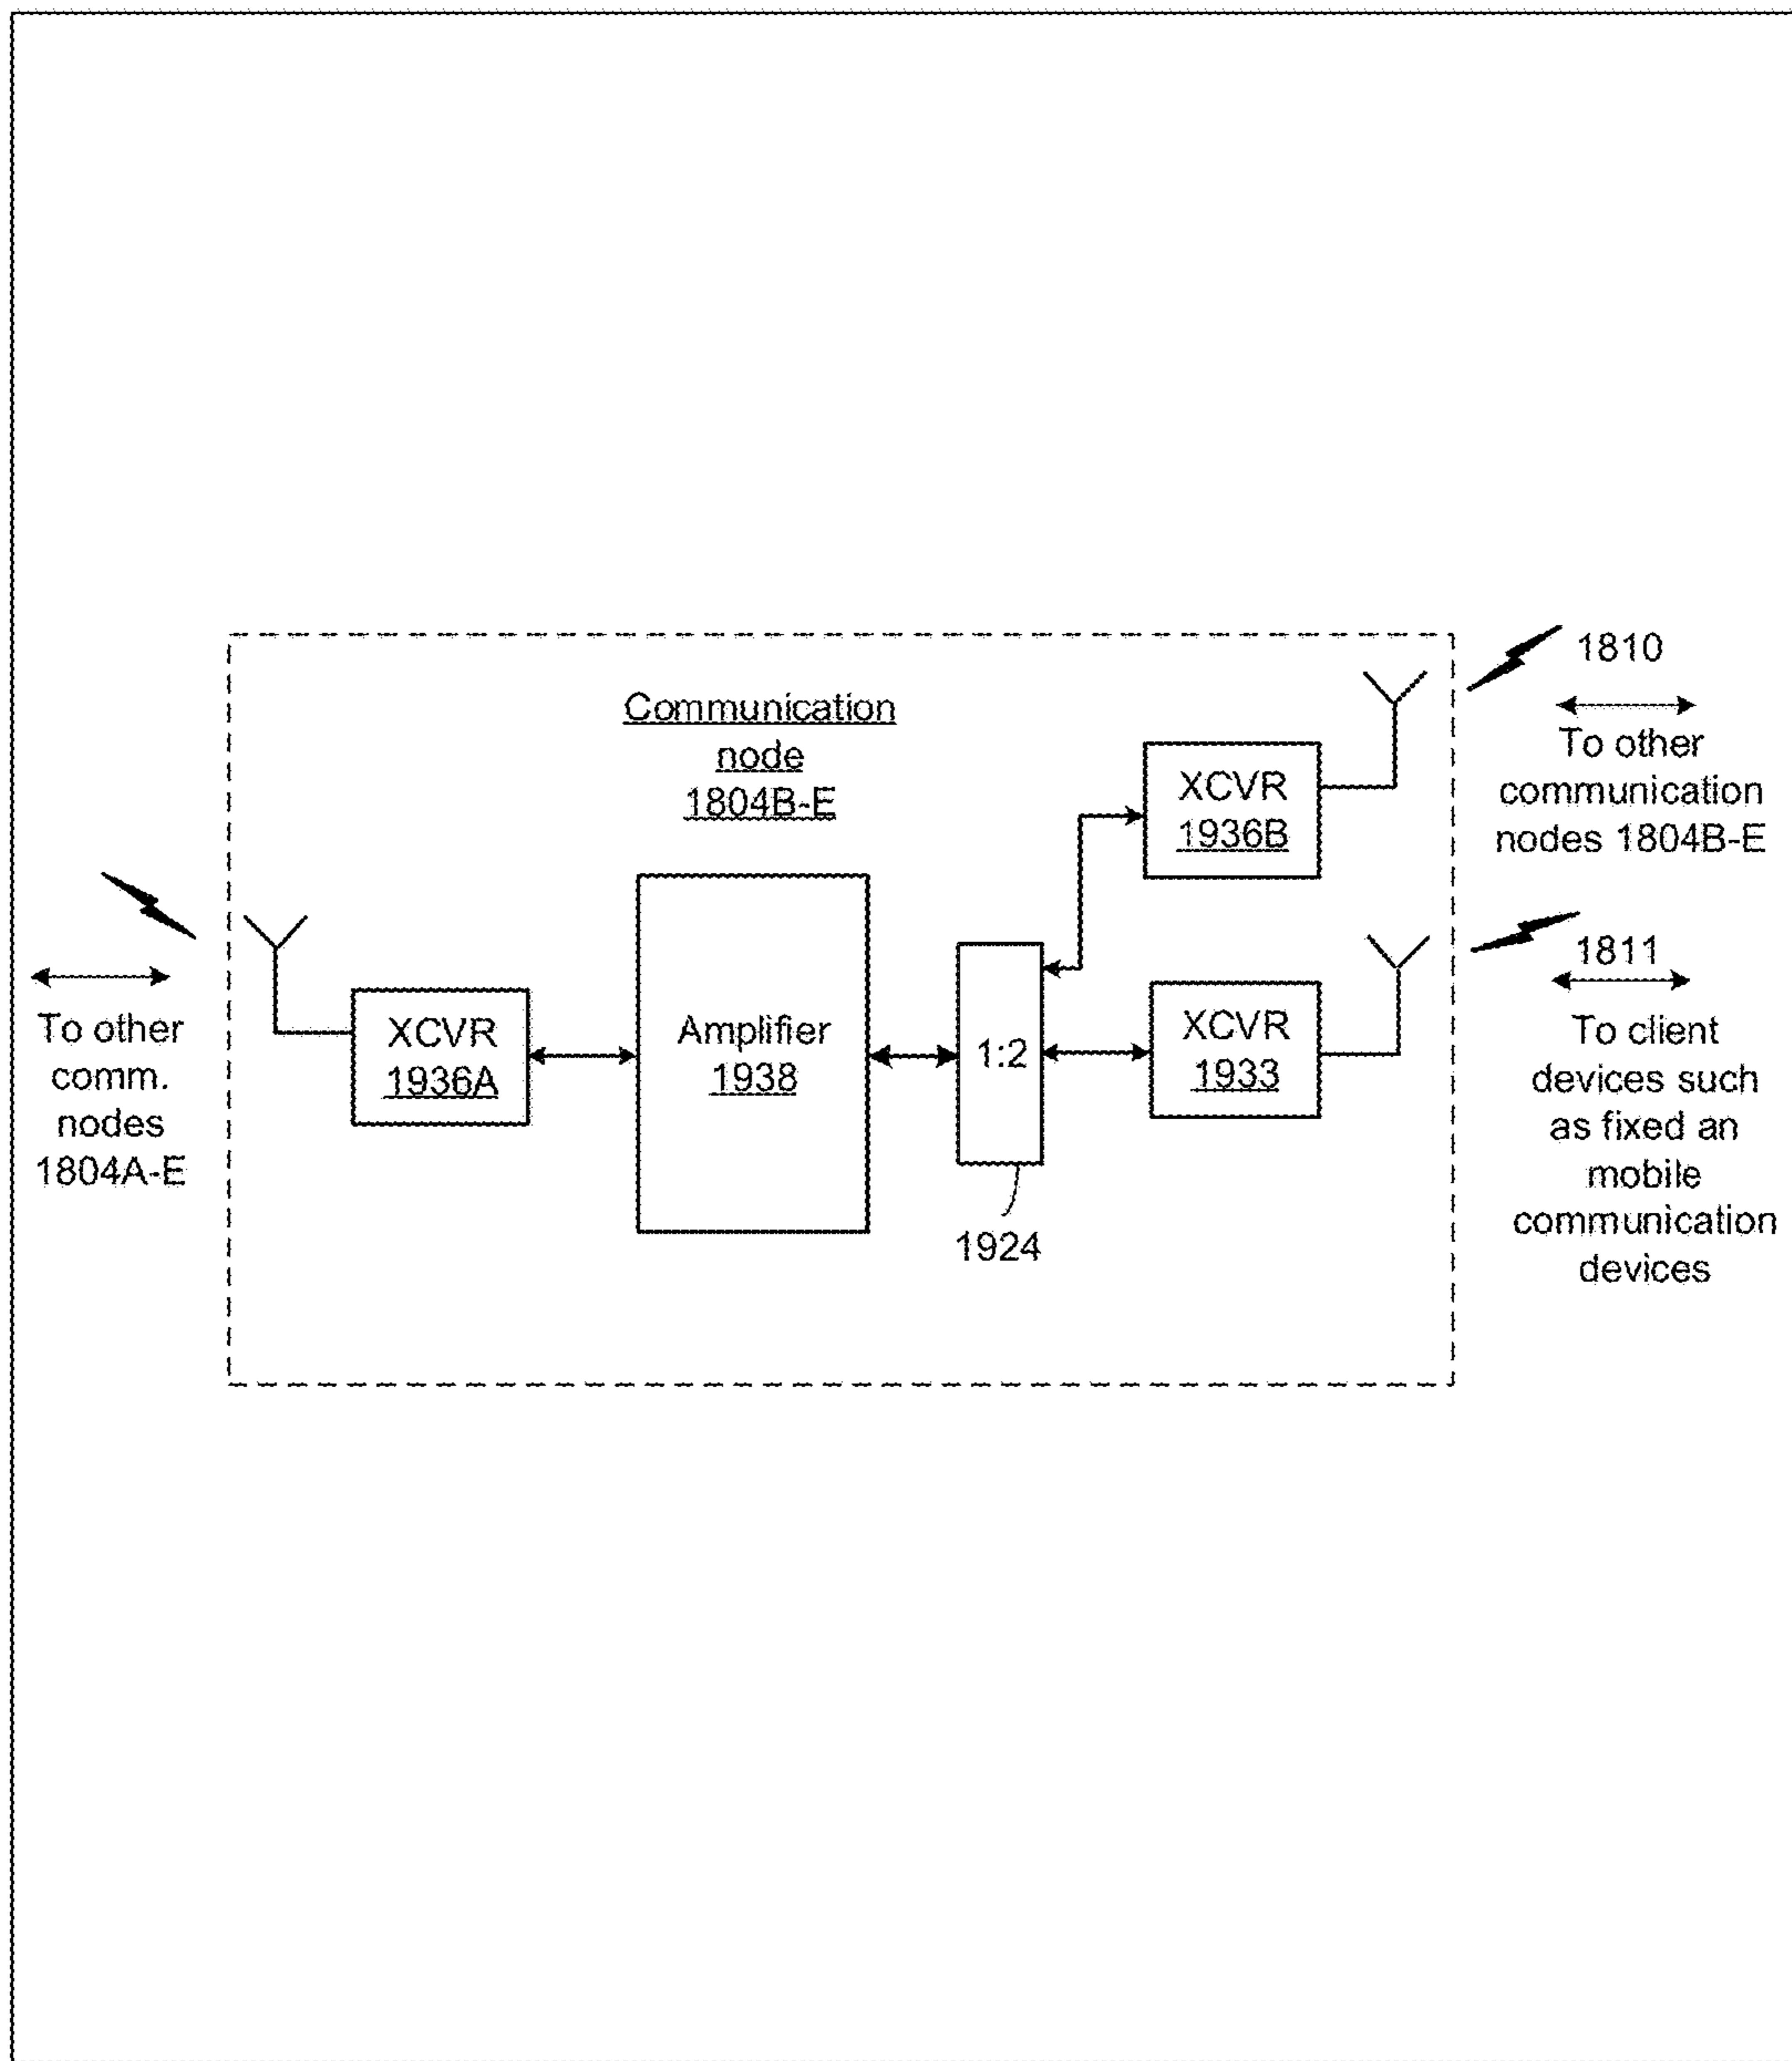 Communication
node
1804B-E
To other
comm.
nodes
1804A-E
XCVR
1936A
Amplifier
1938
1:2
1924
XCVR
1936B
XCVR
1933
1810
To other
communication
nodes 1804B-E
1811
To client
devices such
as fixed an
mobile
communication
devices